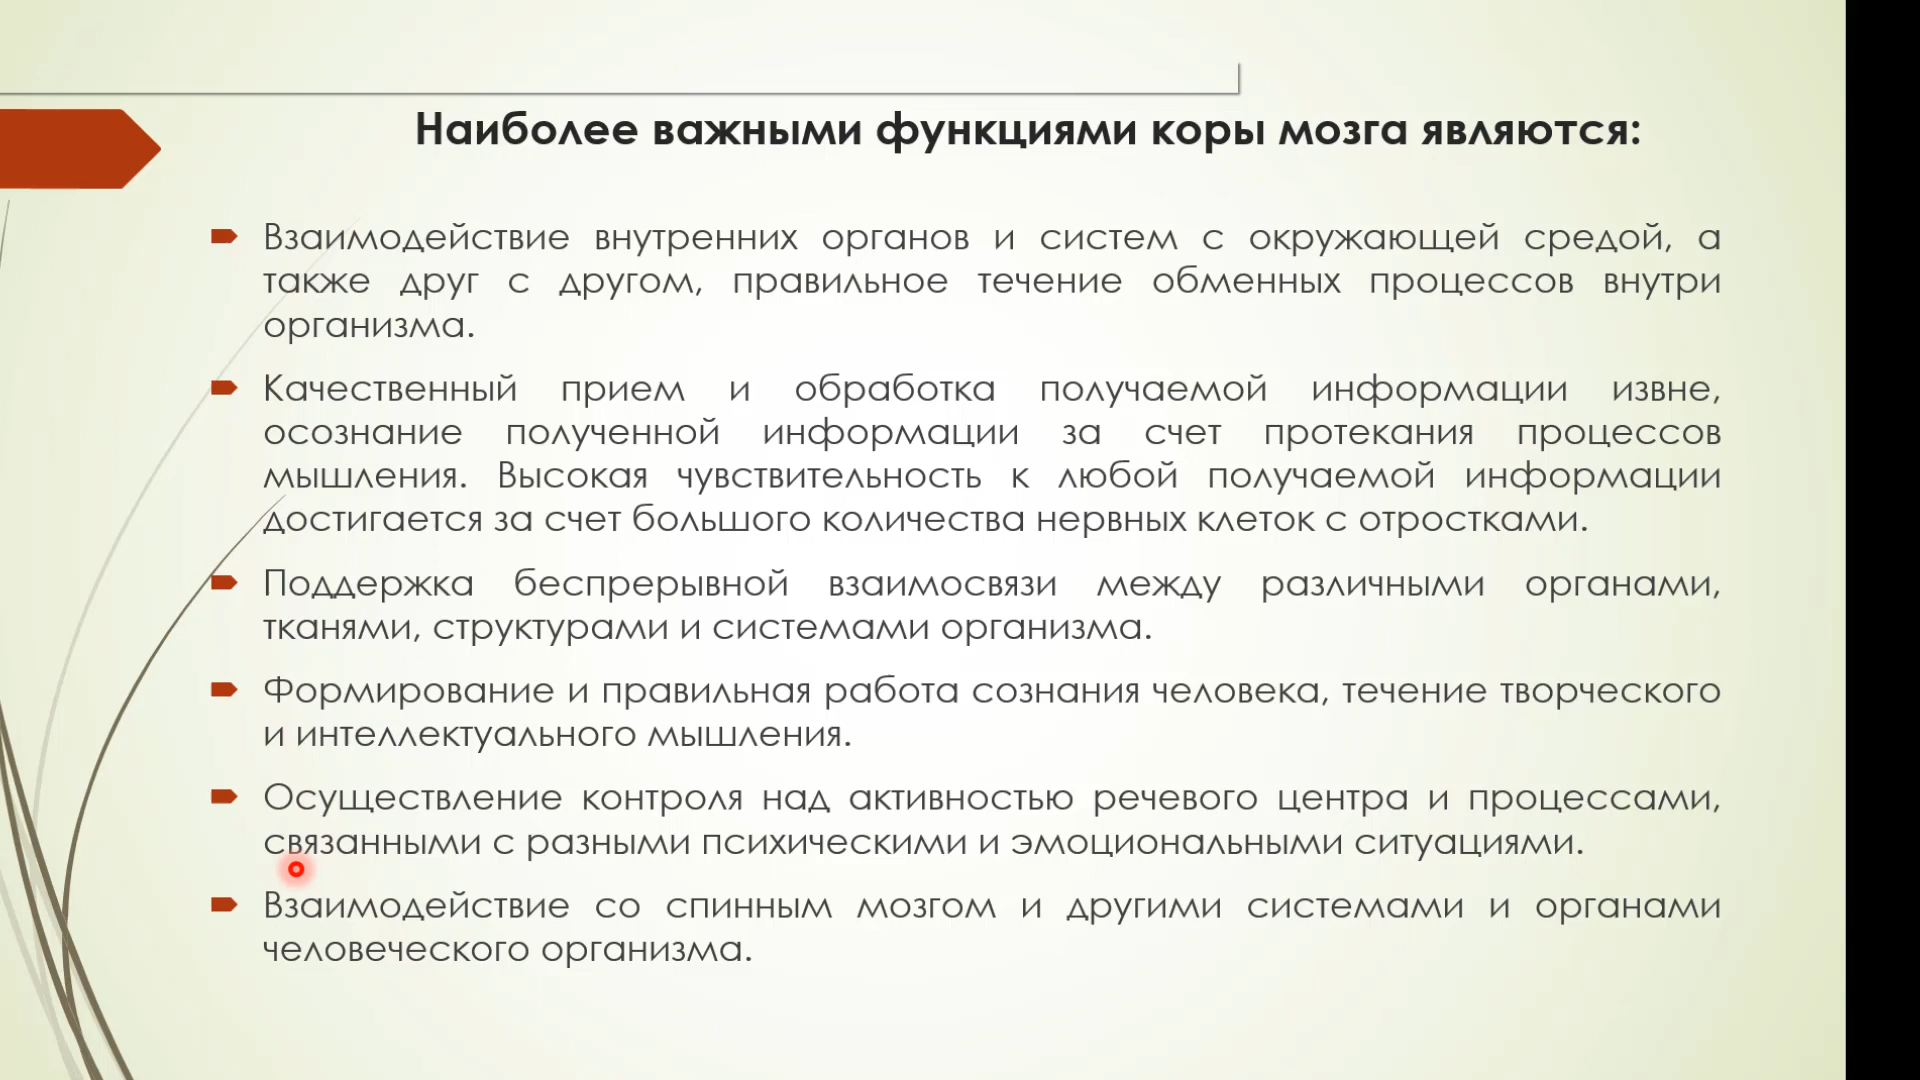 Наиболее важными функциями коры мозга являются:
Взаимодействие внутренних органов и систем с окружающей средой, а
также друг с другом, правильное течение обменных процессов внутри
организма.
Качественный прием и обработка получаемой информации извне,
осознание полученной информации за счет протекания процессов
мышления. Высокая чувствительность к любой получаемой информации
достигается за счет большого количества нервных клеток с отростками.
Поддержка беспрерывной взаимосвязи между различными органами,
тканями, структурами и системами организма.
Формирование и правильная работа сознания человека, течение творческого
и интеллектуального мышления.
Осуществление контроля над активностью речевого центра и процессами,
связанными с разными психическими и эмоциональными ситуациями.
Взаимодействие со спинным мозгом и другими системами и органами
человеческого организма.